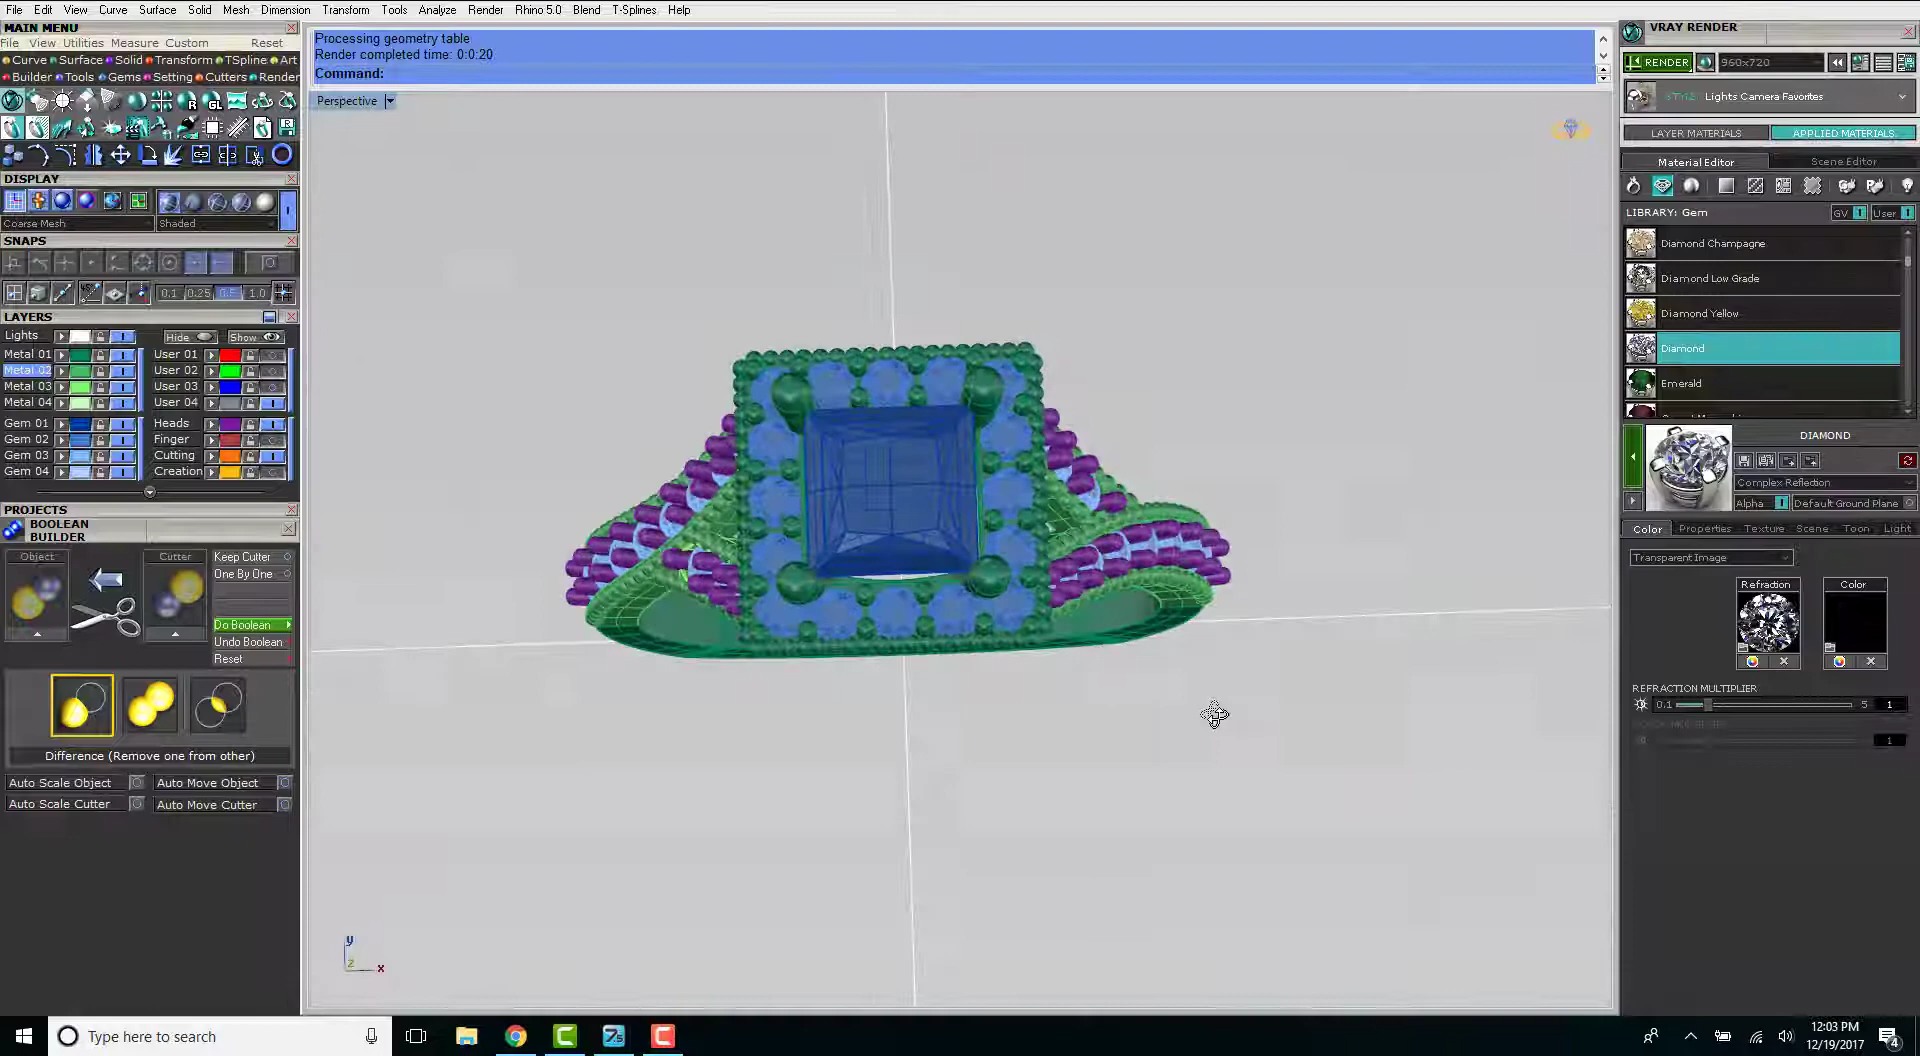 File Edit View Curve Surface Solid Mesh Dimension Transform Tools Analyze Render Rhino 5.0 Blend T-Splines Help
MAIN MENU
File View Utilities Measure Custom Reset
Curve Surface Solid Transform TSpline Art
Builder Tools Gems Setting Cutters Render
DISPLAY
Coarse Mesh Shaded
SNAPS
0.1 0.25 0.5 1.0
LAYERS
Lights Hide Show
Metal 01 User 01
Metal 02 User 02
Metal 03 User 03
Metal 04 User 04
Gem 01 Heads
Gem 02 Finger
Gem 03 Cutting
Gem 04 Creation
PROJECTS
BOOLEAN
BUILDER
Object Cutter Keep Cutter
One By One
Do Boolean
Undo Boolean
Reset
Difference (Remove one from other)
Auto Scale Object Auto Move Object
Auto Scale Cutter Auto Move Cutter
Processing geometry table
Render completed time: 0:0:20
Command:
Perspective
y
z x
VRAY RENDER
RENDER 960x720
STYLE Lights Camera Favorites
LAYER MATERIALS APPLIED MATERIALS
Material Editor Scene Editor
LIBRARY: Gem GV User
Diamond Champagne
Diamond Low Grade
Diamond Yellow
Diamond
Emerald
DIAMOND
Complex Reflection
Alpha Default Ground Plane
Color Properties Texture Scene Toon Light
Transparent Image
Refraction Color
REFRACTION MULTIPLIER
0.1 5 1
1
Type here to search
12:03 PM
12/19/2017
4